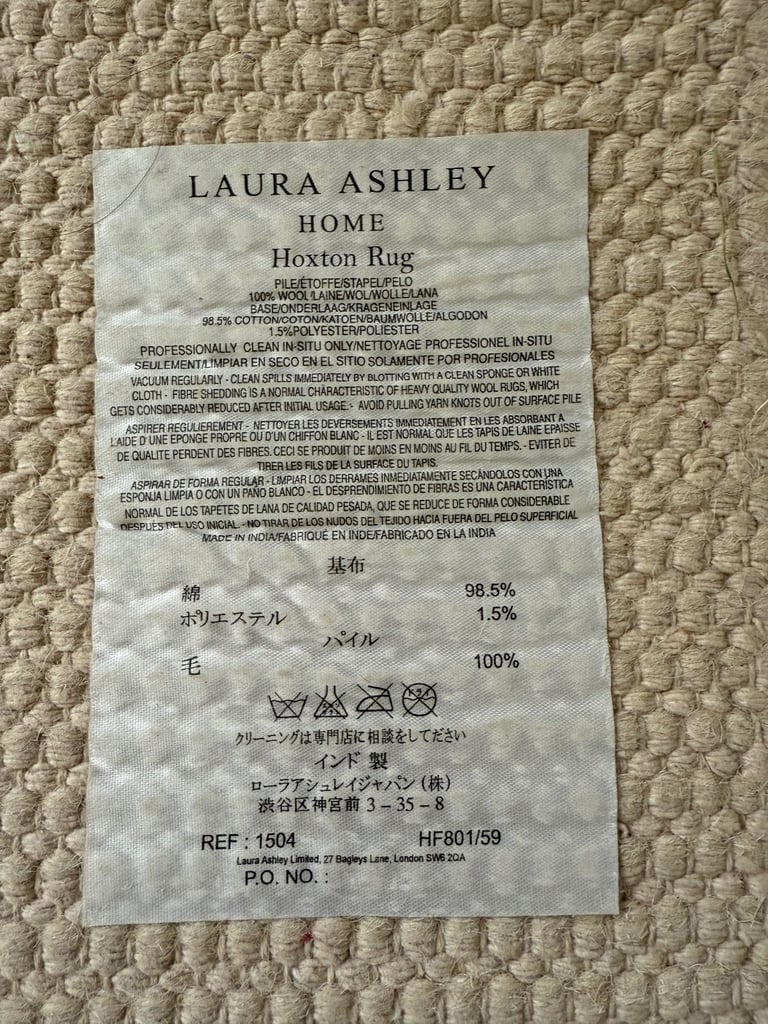 LAURA ASHLEY
HOME
Hoxton Rug
PILE/ÉTOFFE/STAPEL/PELO
100% WOOL/LAINE/WOL/WOLLE/LANA
BASE/ONDERLAAG/KRAGENEINLAGE
98.5% COTTON/COTON/KATOEN/BAUMWOLLE/ALGODON
1.5%POLYESTER/POLIESTER
PROFESSIONALLY CLEAN IN-SITU ONLY/NETTOYAGE PROFESSIONEL IN-SITU
SEULEMENT/LIMPIAR EN SECO EN EL SITIO SOLAMENTE POR PROFESIONALES
VACUUM REGULARLY - CLEAN SPILLS IMMEDIATELY BY BLOTTING WITH A CLEAN SPONGE OR WHITE
CLOTH - FIBRE SHEDDING IS A NORMAL CHARACTERISTIC OF HEAVY QUALITY WOOL RUGS, WHICH
GETS CONSIDERABLY REDUCED AFTER INITIAL USAGE.- AVOID PULLING YARN KNOTS OUT OF SURFACE PILE
ASPIRER REGULIEREMENT - NETTOYER LES DEVERSEMENTS IMMEDIATEMENT EN LES ABSORBANT A
L'AIDE D'UNE EPONGE PROPRE OU D'UN CHIFFON BLANC - IL EST NORMAL QUE LES TAPIS DE LAINE EPAISSE
DE QUALITE PERDENT DES FIBRES. CECI SE PRODUIT DE MOINS EN MOINS AU FIL DU TEMPS. - EVITER DE
TIRER LES FILS DE LA SURFACE DU TAPIS.
ASPIRAR DE FORMA REGULAR - LIMPIAR LOS DERRAMES INMEDIATAMENTE SECÁNDOLOS CON UNA
ESPONJA LIMPIA O CON UN PAÑO BLANCO - EL DESPRENDIMIENTO DE FIBRAS ES UNA CARACTERÍSTICA
NORMAL DE LOS TAPETES DE LANA DE CALIDAD PESADA, QUE SE REDUCE DE FORMA CONSIDERABLE
DESPUÉS DEL USO INICIAL. - NO TIRAR DE LOS NUDOS DEL TEJIDO HACIA FUERA DEL PELO SUPERFICIAL
MADE IN INDIA/FABRIQUÉ EN INDE/FABRICADO EN LA INDIA
基布
綿 98.5%
ポリエステル 1.5%
パイル
毛 100%
クリーニングは専門店に相談をしてださい
インド 製
ローラアシュレイジャパン (株)
渋谷区神宮前 3 – 35 – 8
REF : 1504 HF801/59
Laura Ashley Limited, 27 Bagleys Lane, London SW6 2QA
P.O. NO. :